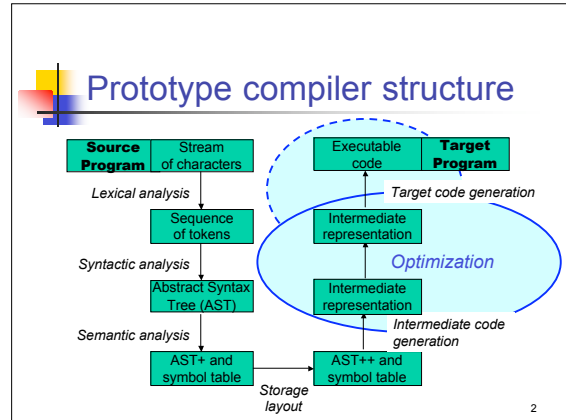 Prototype compiler structure
Source
Program
Stream
of characters
Lexical analysis
Sequence
of tokens
Syntactic analysis
Abstract Syntax
Tree (AST)
Semantic analysis
AST+ and
symbol table
Storage
layout
AST++ and
symbol table
Intermediate code
generation
Intermediate
representation
Optimization
Intermediate
representation
Target code generation
Executable
code
Target
Program
2